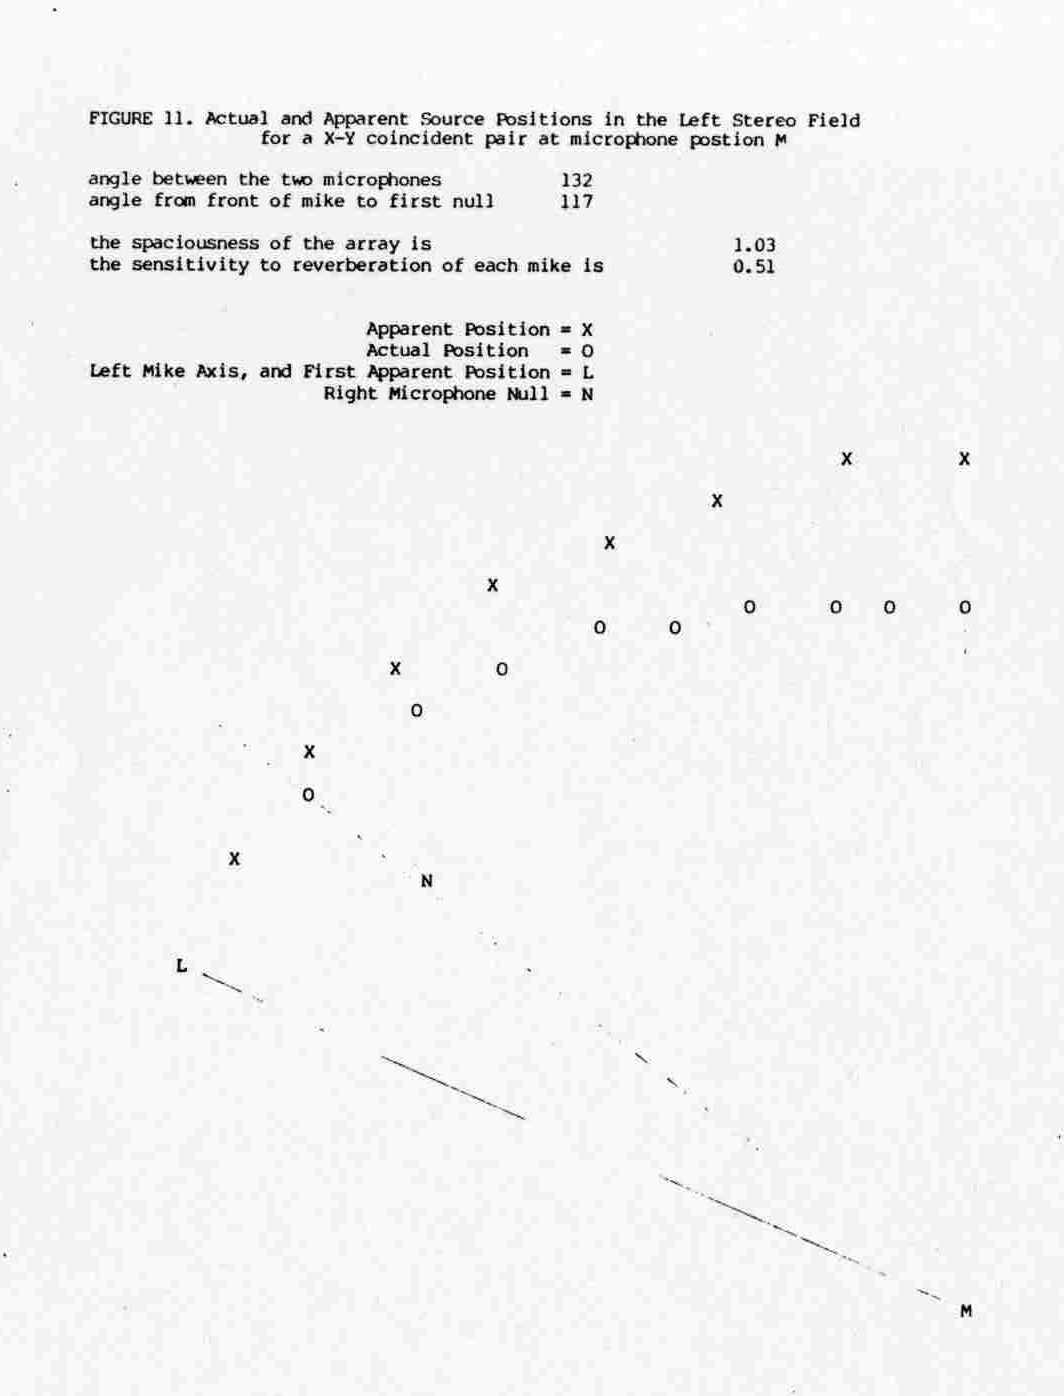 FIGURE 11. Actual and Apparent Source Positions in the Left Stereo Field
for a X-Y coincident pair at microphone postion M
angle between the two microphones 132
angle from front of mike to first null 117
the spaciousness of the array is 1.03
the sensitivity to reverberation of each mike is 0.51
Apparent Position = X
Actual Position = O
Left Mike Axis, and First Apparent Position = L
Right Microphone Null = N
X X
X
X
X
O O O O
O O
X O
O
X
O
X
N
L
M